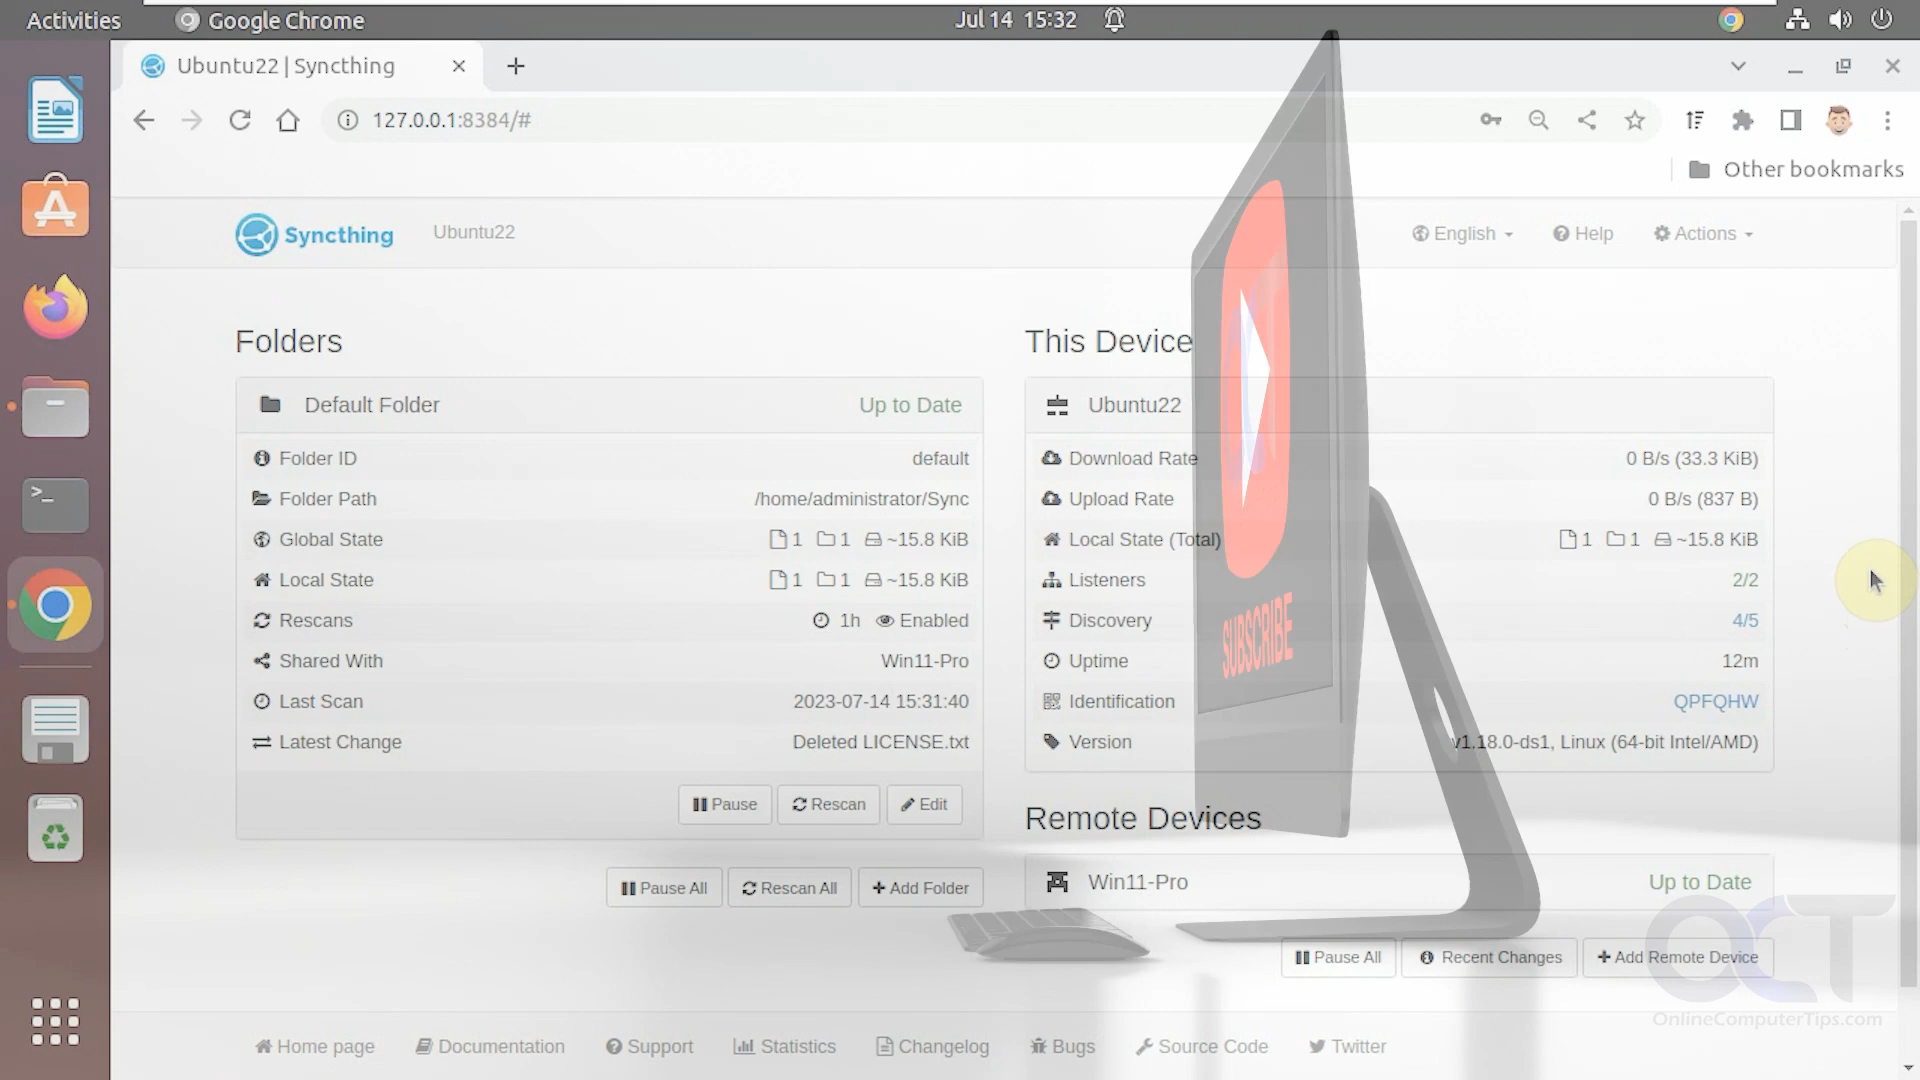 Activities
Google Chrome
Jul 14 15:32
Ubuntu22 | Syncthing
127.0.0.1:8384/#
Other bookmarks
Syncthing
Ubuntu22
English
Help
Actions
Folders
Default Folder
Up to Date
Folder ID
default
Folder Path
/home/administrator/Sync
Global State
1 1 ~15.8 KiB
Local State
1 1 ~15.8 KiB
Rescans
1h Enabled
Shared With
Win11-Pro
Last Scan
2023-07-14 15:31:40
Latest Change
Deleted LICENSE.txt
Pause
Rescan
Edit
Pause All
Rescan All
Add Folder
This Device
Ubuntu22
Download Rate
0 B/s (33.3 KiB)
Upload Rate
0 B/s (837 B)
Local State (Total)
1 1 ~15.8 KiB
Listeners
2/2
Discovery
4/5
Uptime
12m
Identification
QPFQHW
Version
v1.18.0-ds1, Linux (64-bit Intel/AMD)
SUBSCRIBE
Remote Devices
Win11-Pro
Up to Date
Pause All
Recent Changes
Add Remote Device
OCT
OnlineComputerTips.com
Home page
Documentation
Support
Statistics
Changelog
Bugs
Source Code
Twitter